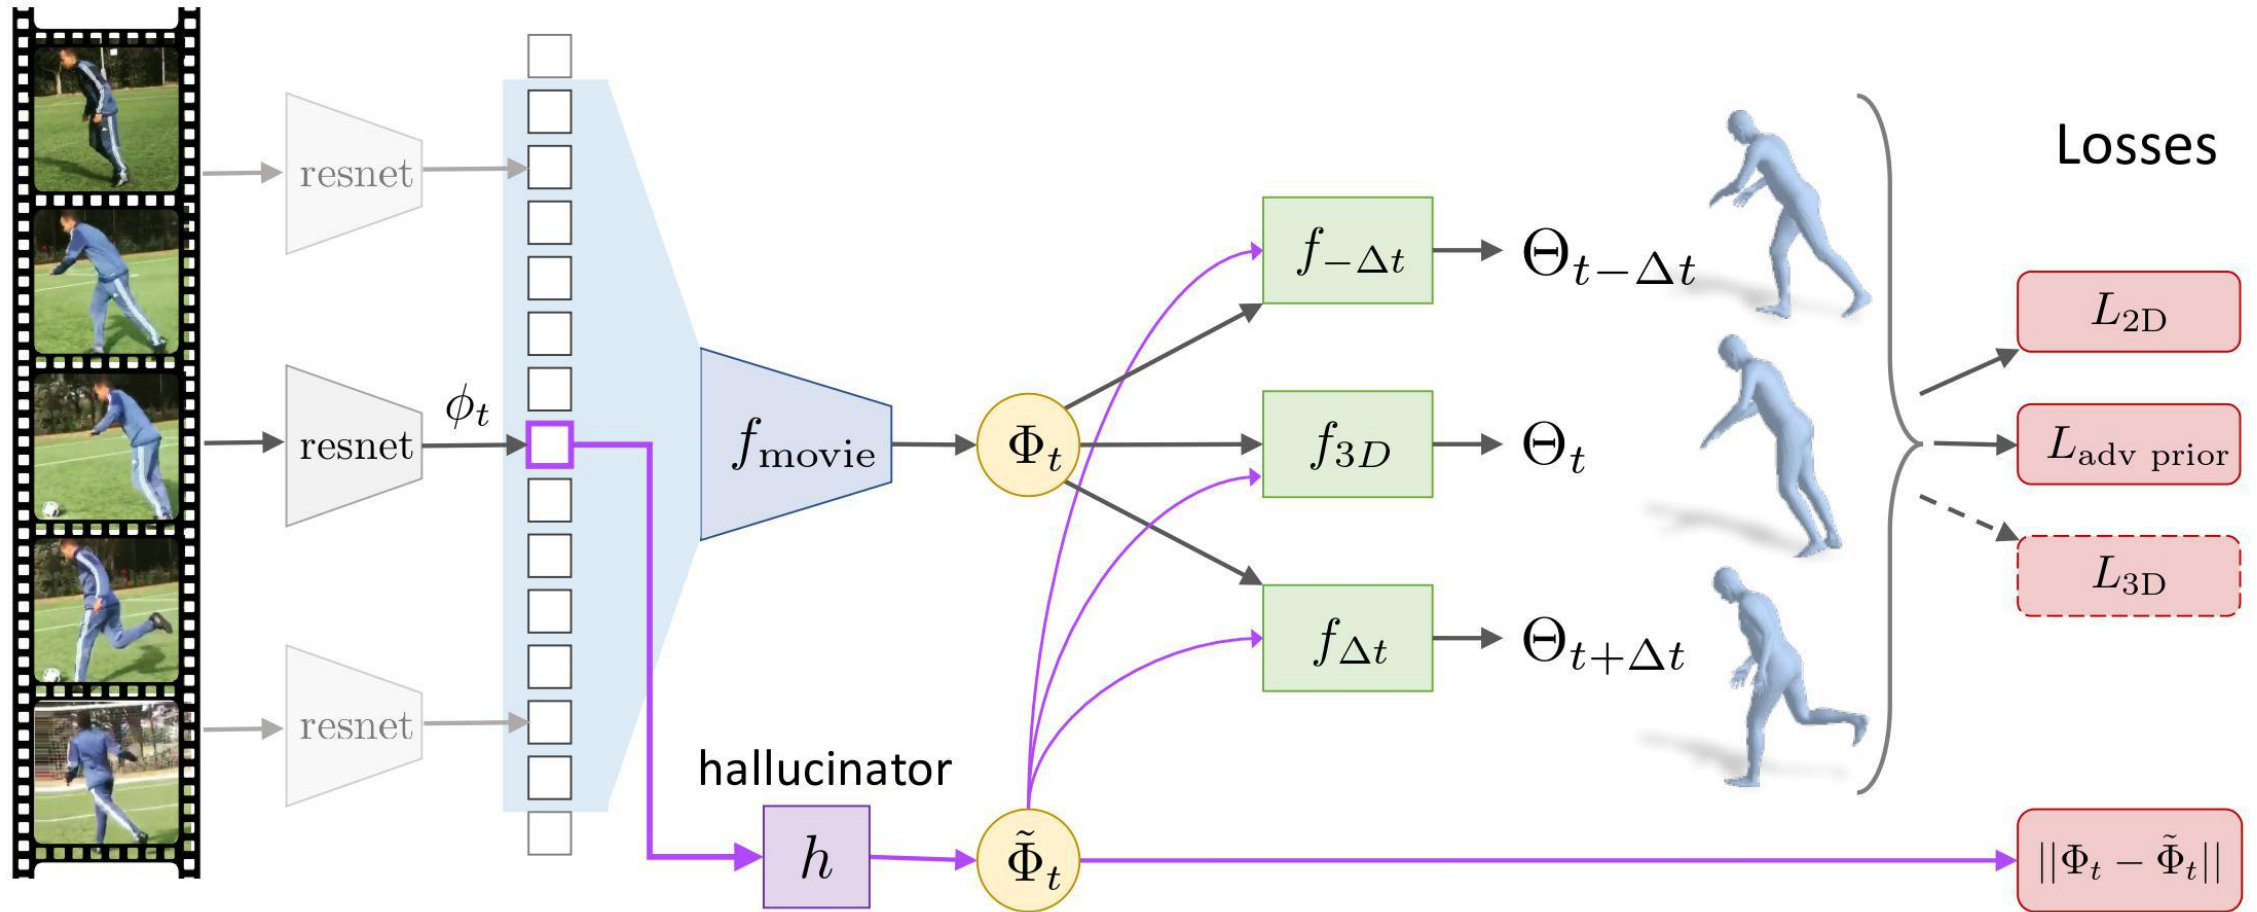 Losses
resnet
resnet
resnet
ϕ_t
f_movie
Φ_t
f_{−Δt}
f_{3D}
f_{Δt}
Θ_{t−Δt}
Θ_t
Θ_{t+Δt}
L_{2D}
L_{adv prior}
L_{3D}
hallucinator
h
Φ̃_t
||Φ_t − Φ̃_t||